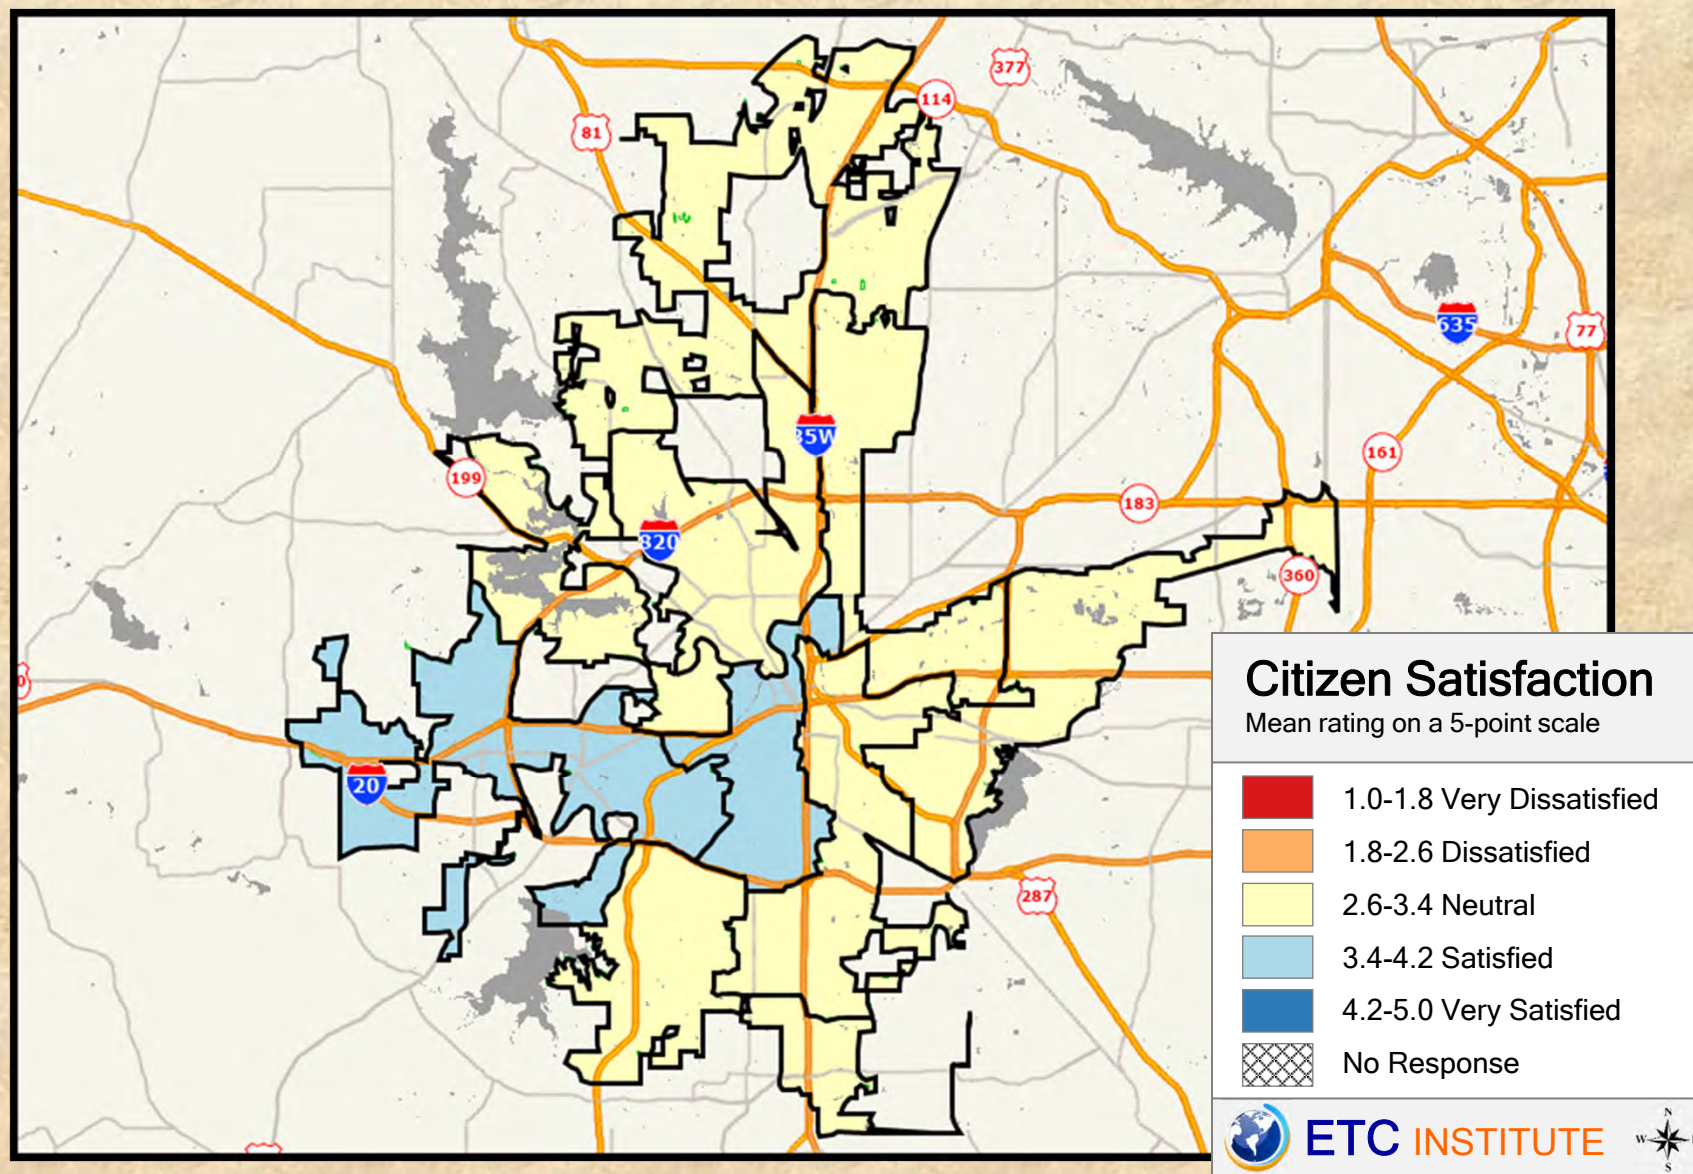 377
114
81
635
77
35W
161
199
183
820
360
20
287
Citizen Satisfaction
Mean rating on a 5-point scale
1.0-1.8 Very Dissatisfied
1.8-2.6 Dissatisfied
2.6-3.4 Neutral
3.4-4.2 Satisfied
4.2-5.0 Very Satisfied
No Response
ETC INSTITUTE
N
W
S